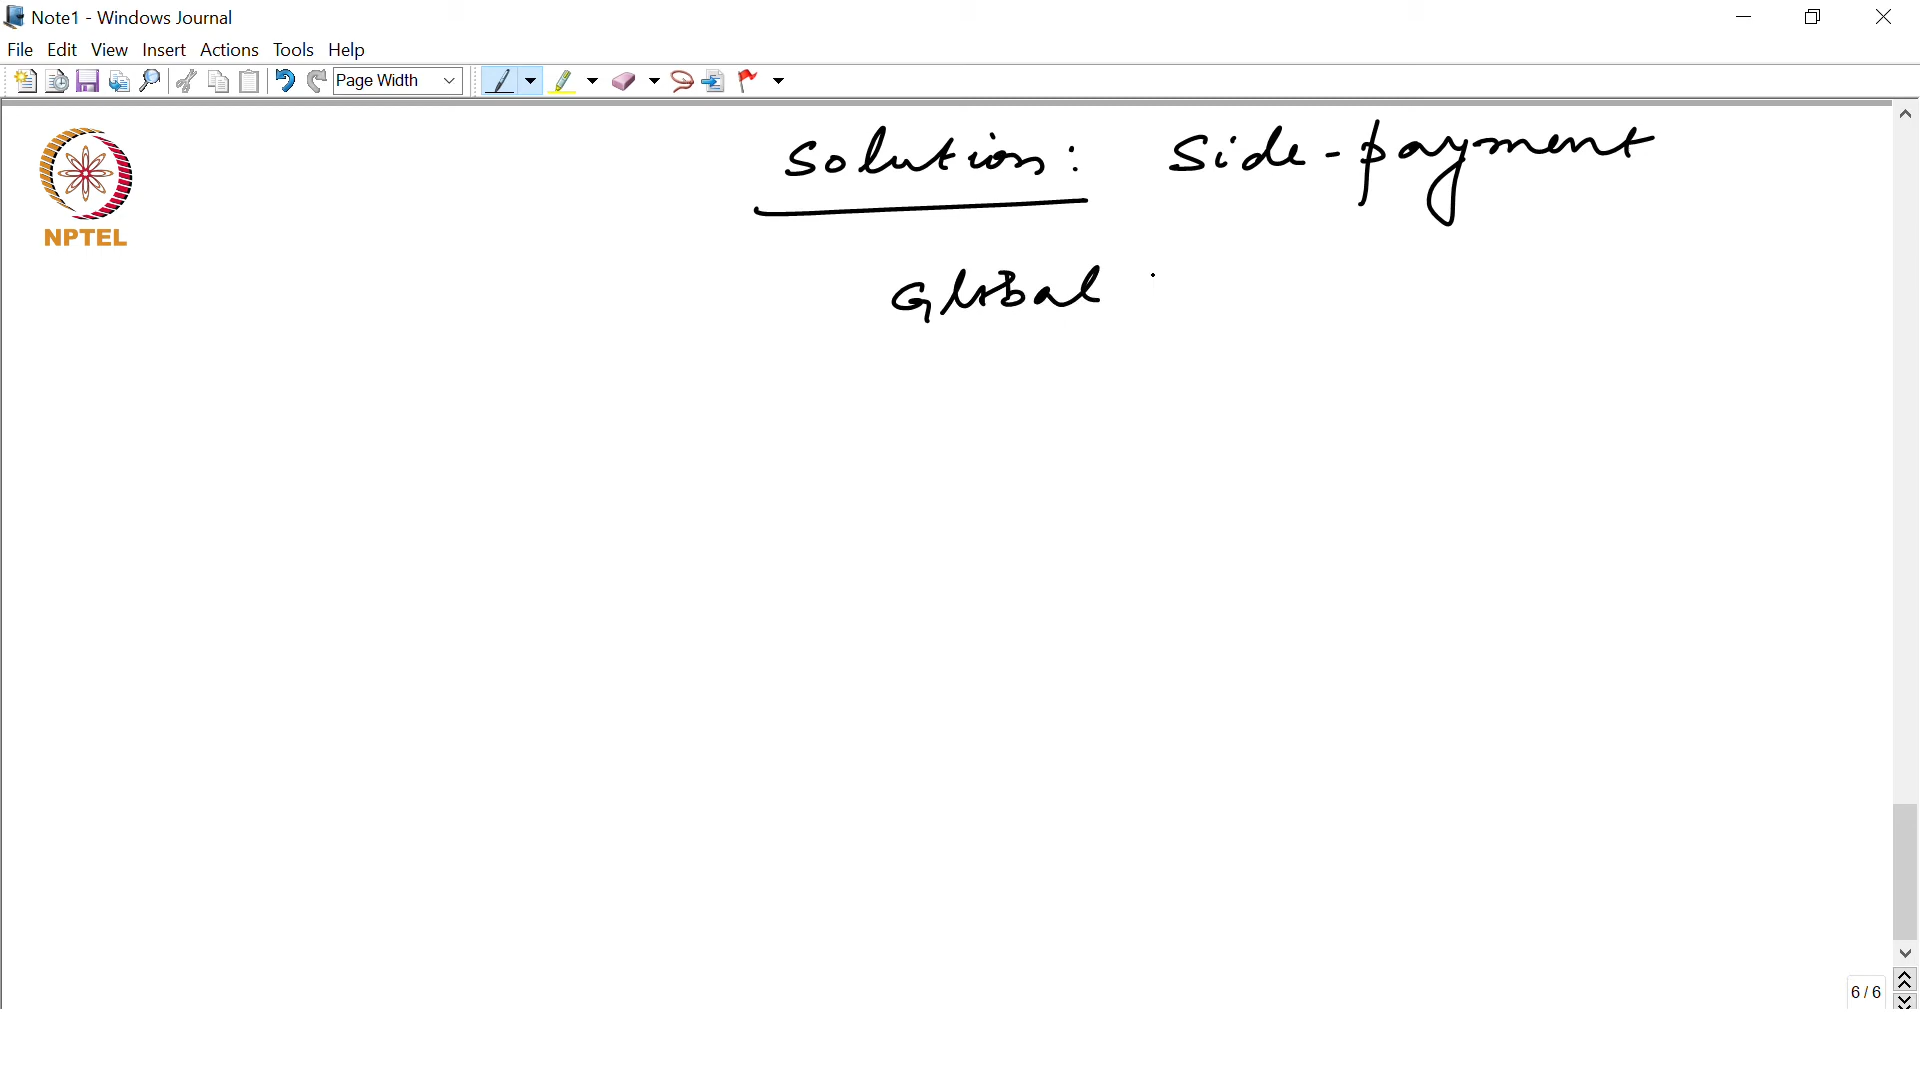 Note1 - Windows Journal
File Edit View Insert Actions Tools Help
Page Width
NPTEL
Solution: Side-payment
Global
6 / 6